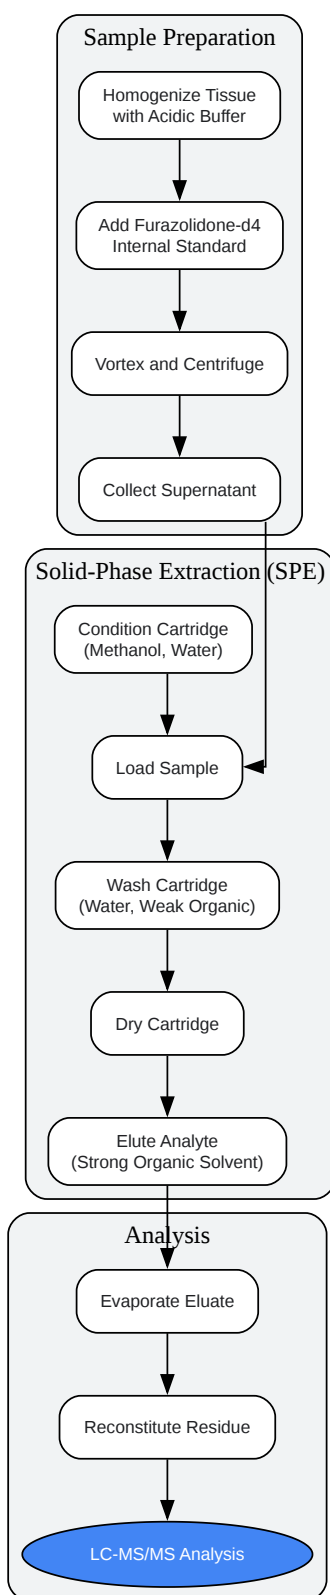 Sample Preparation
Homogenize Tissue
with Acidic Buffer
Add Furazolidone-d4
Internal Standard
Vortex and Centrifuge
Collect Supernatant
Solid-Phase Extraction (SPE)
Condition Cartridge
(Methanol, Water)
Load Sample
Wash Cartridge
(Water, Weak Organic)
Dry Cartridge
Elute Analyte
(Strong Organic Solvent)
Analysis
Evaporate Eluate
Reconstitute Residue
LC-MS/MS Analysis